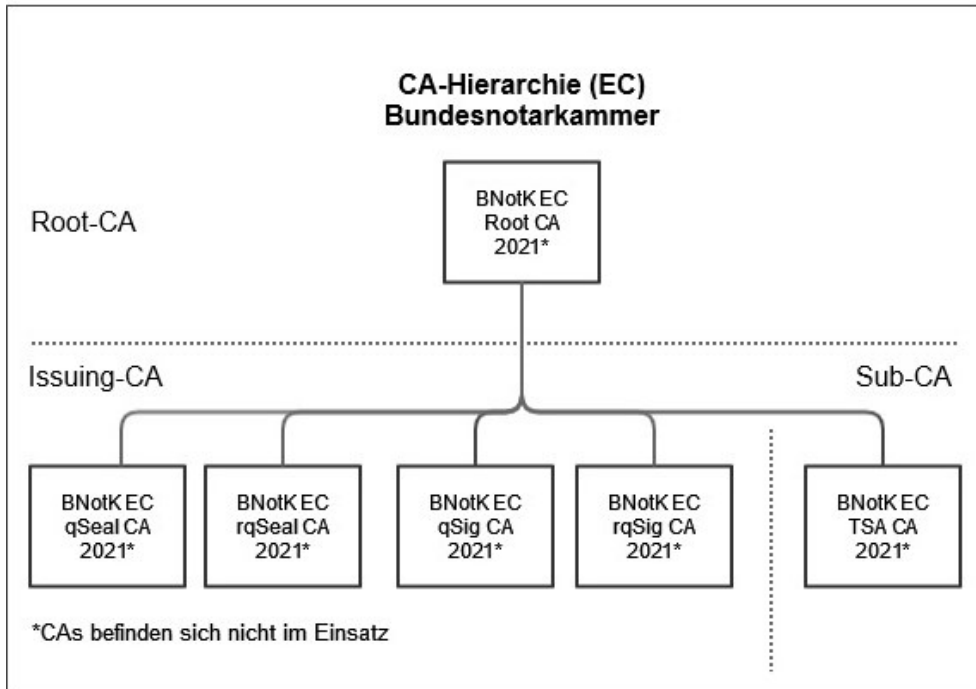 CA-Hierarchie (EC)
Bundesnotarkammer
Root-CA
BNotK EC
Root CA
2021*
Issuing-CA
Sub-CA
BNotK EC
qSeal CA
2021*
BNotK EC
rqSeal CA
2021*
BNotK EC
qSig CA
2021*
BNotK EC
rqSig CA
2021*
BNotK EC
TSA CA
2021*
*CAs befinden sich nicht im Einsatz